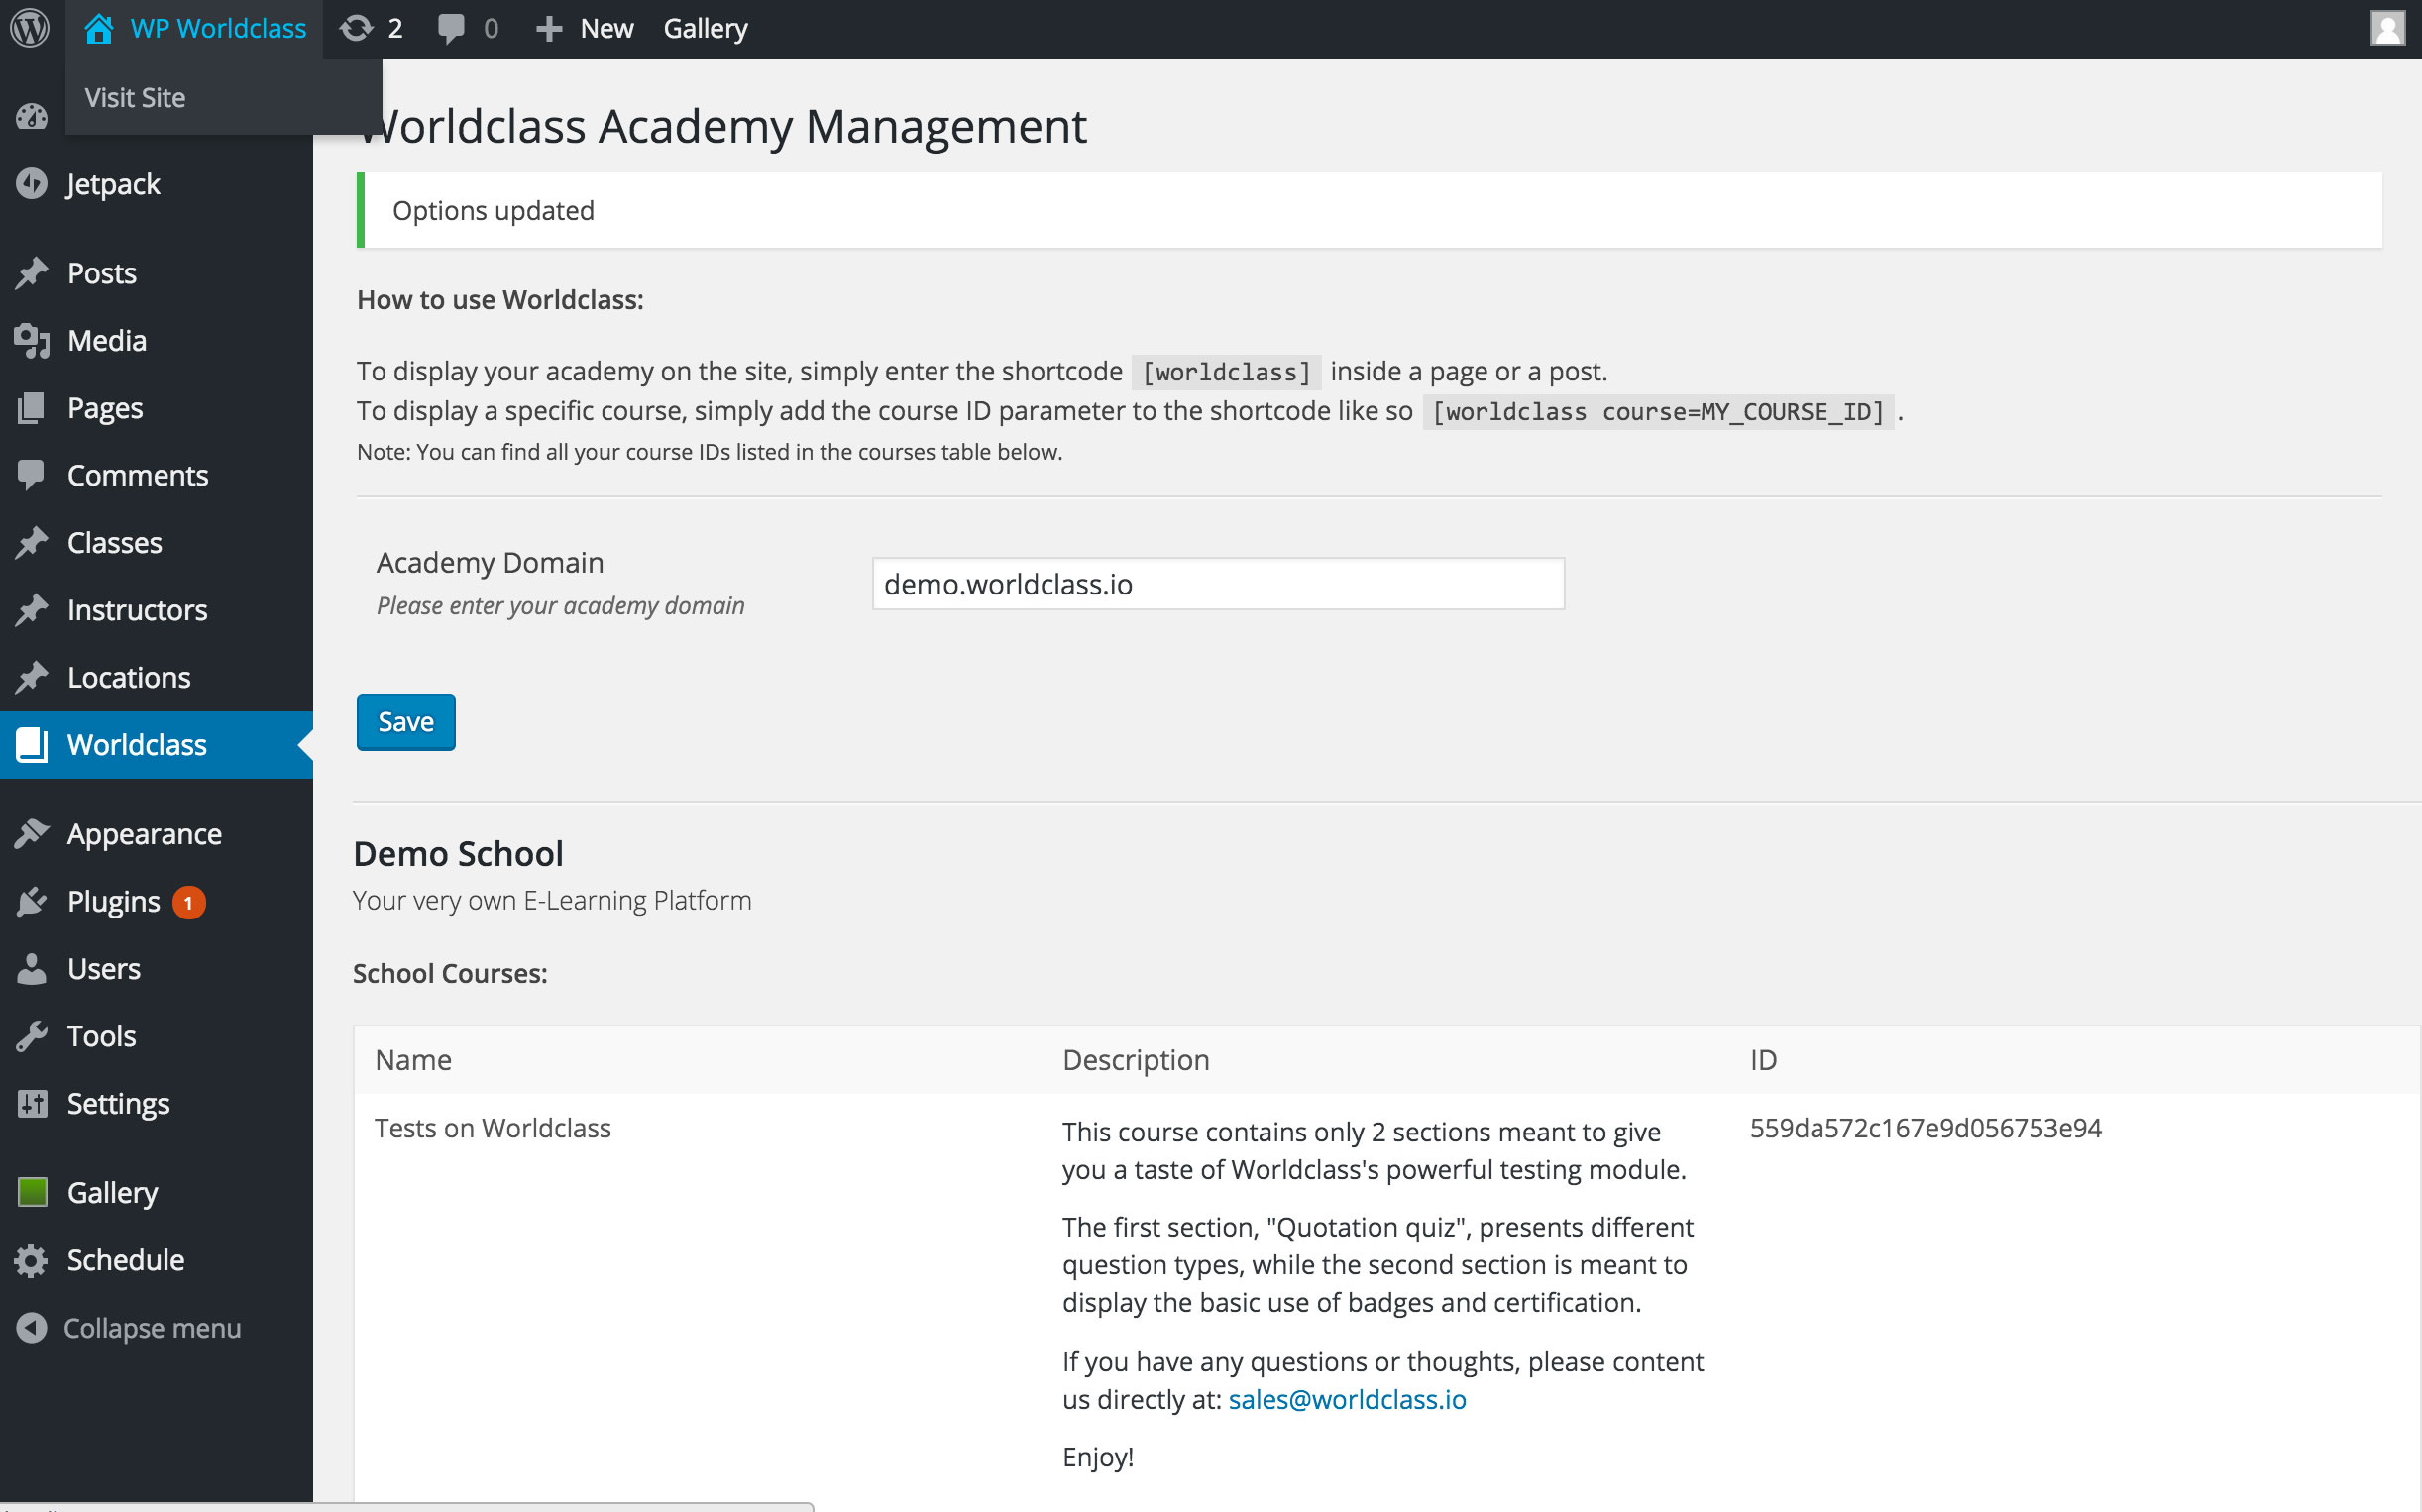 WP Worldclass 2 0 New Gallery
Visit Site
Jetpack
Posts
Media
Pages
Comments
Classes
Instructors
Locations
Worldclass
Appearance
Plugins 1
Users
Tools
Settings
Gallery
Schedule
Collapse menu
Worldclass Academy Management
Options updated
How to use Worldclass:
To display your academy on the site, simply enter the shortcode [worldclass] inside a page or a post.
To display a specific course, simply add the course ID parameter to the shortcode like so [worldclass course=MY_COURSE_ID] .
Note: You can find all your course IDs listed in the courses table below.
Academy Domain
Please enter your academy domain
demo.worldclass.io
Save
Demo School
Your very own E-Learning Platform
School Courses:
Name Description ID
Tests on Worldclass
This course contains only 2 sections meant to give
you a taste of Worldclass's powerful testing module.
The first section, "Quotation quiz", presents different
question types, while the second section is meant to
display the basic use of badges and certification.
If you have any questions or thoughts, please content
us directly at: sales@worldclass.io
Enjoy!
559da572c167e9d056753e94